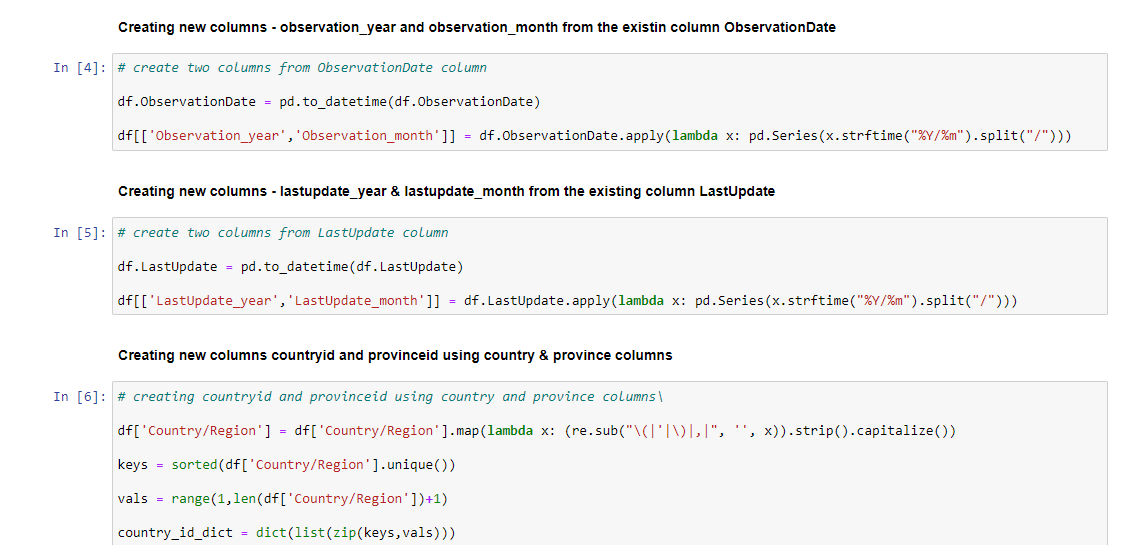 Creating new columns - observation_year and observation_month from the existin column ObservationDate
In [4]: # create two columns from ObservationDate column
df.ObservationDate = pd.to_datetime(df.ObservationDate)
df[['Observation_year','Observation_month']] = df.ObservationDate.apply(lambda x: pd.Series(x.strftime("%Y/%m").split("/")))
Creating new columns - lastupdate_year & lastupdate_month from the existing column LastUpdate
In [5]: # create two columns from LastUpdate column
df.LastUpdate = pd.to_datetime(df.LastUpdate)
df[['LastUpdate_year','LastUpdate_month']] = df.LastUpdate.apply(lambda x: pd.Series(x.strftime("%Y/%m").split("/")))
Creating new columns countryid and provinceid using country & province columns
In [6]: # creating countryid and provinceid using country and province columns\
df['Country/Region'] = df['Country/Region'].map(lambda x: (re.sub("\(|'|\)|,|", '', x)).strip().capitalize())
keys = sorted(df['Country/Region'].unique())
vals = range(1,len(df['Country/Region'])+1)
country_id_dict = dict(list(zip(keys,vals)))